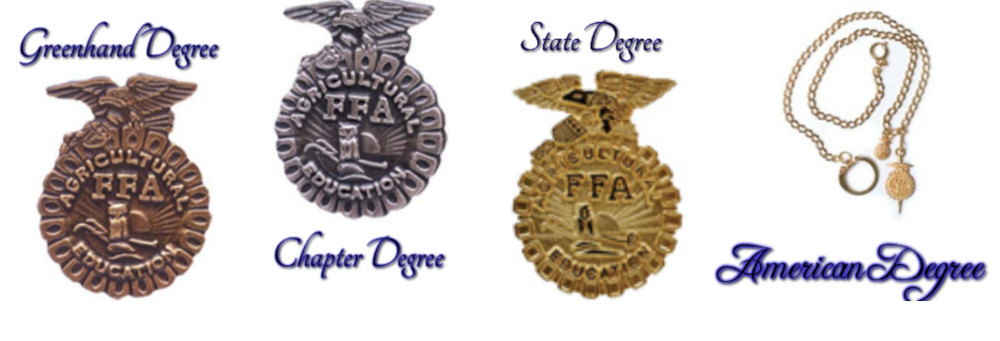 Greenhand Degree
AGRICULTURAL
FFA
EDUCATION
AGRICULTURAL
FFA
EDUCATION
Chapter Degree
State Degree
AGRICULTURAL
FFA
EDUCATION
American Degree